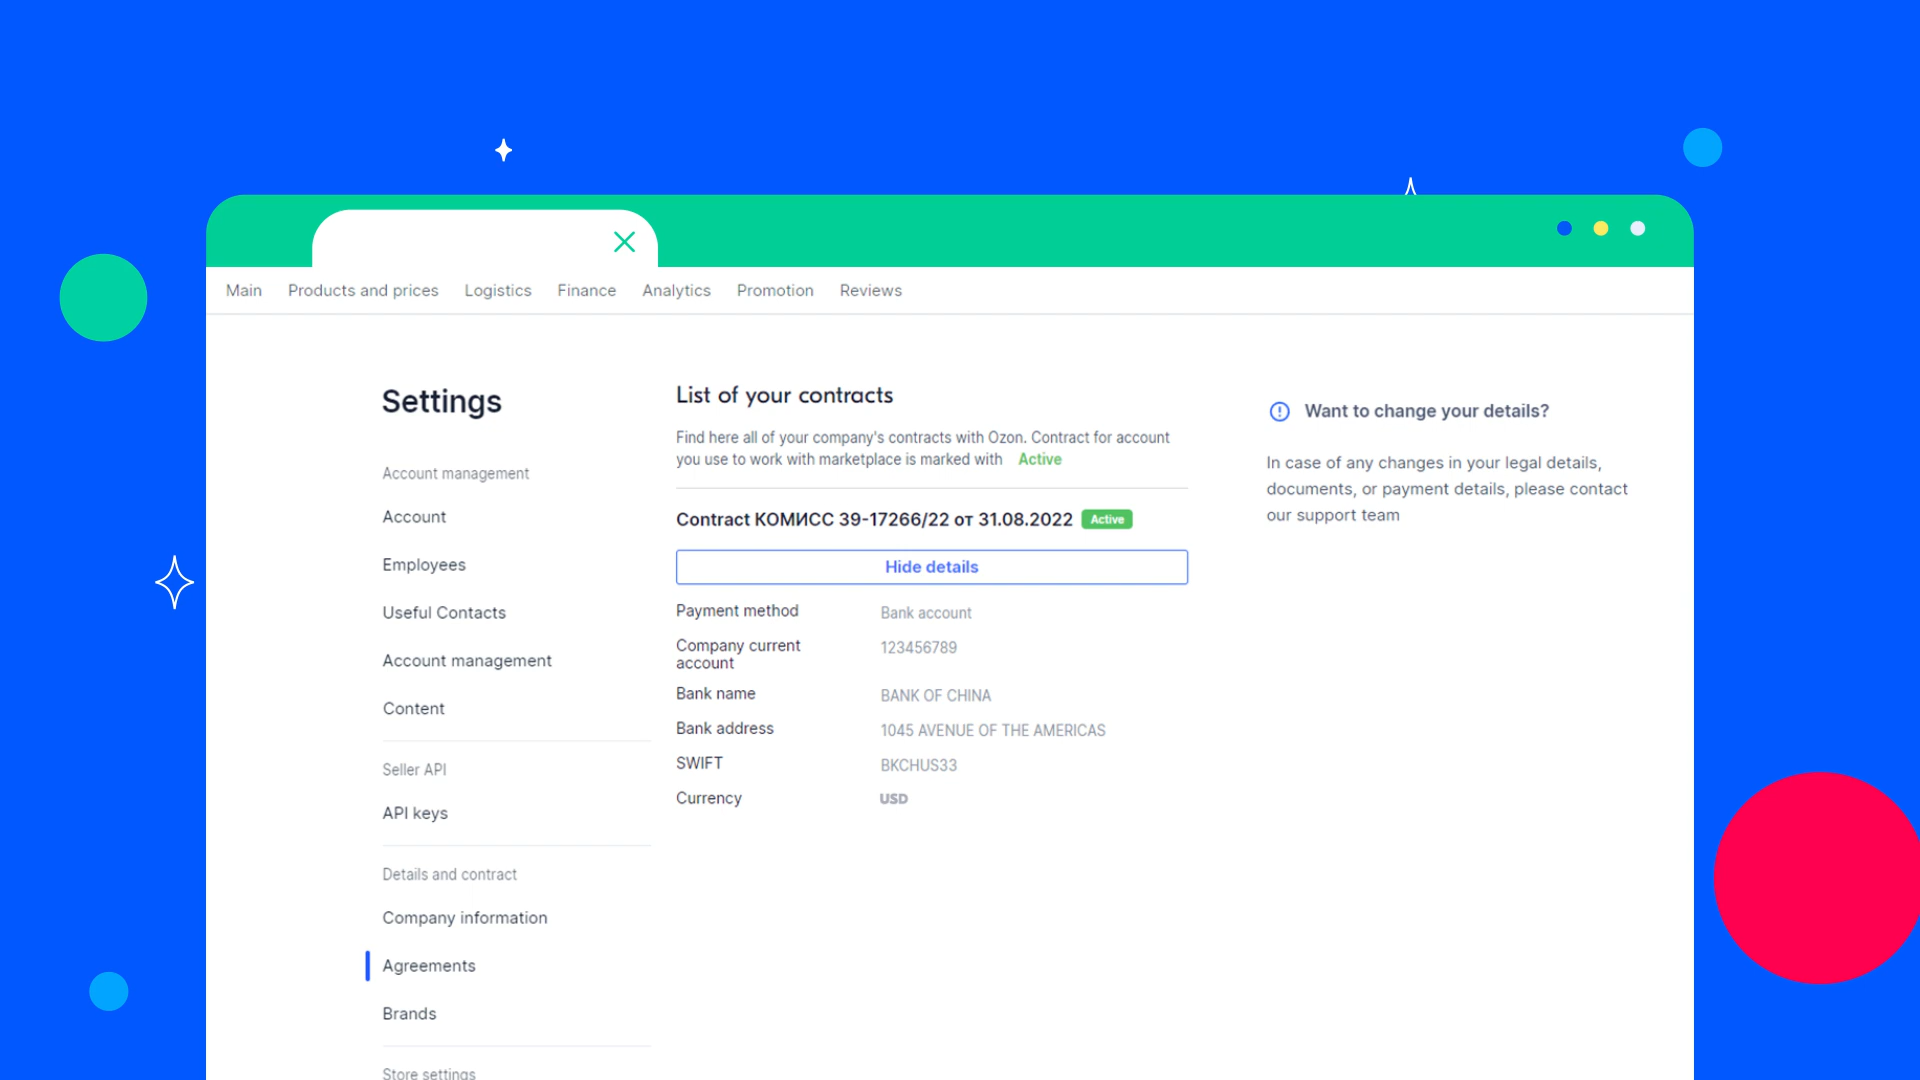 Main Products and prices Logistics Finance Analytics Promotion Reviews
Settings
Account management
Account
Employees
Useful Contacts
Account management
Content
Seller API
API keys
Details and contract
Company information
Agreements
Brands
Store settings
List of your contracts
Find here all of your company's contracts with Ozon. Contract for account
you use to work with marketplace is marked with Active
Contract КОМИСС 39-17266/22 от 31.08.2022 Active
Hide details
Payment method Bank account
Company current 123456789
account
Bank name BANK OF CHINA
Bank address 1045 AVENUE OF THE AMERICAS
SWIFT BKCHUS33
Currency USD
Want to change your details?
In case of any changes in your legal details,
documents, or payment details, please contact
our support team